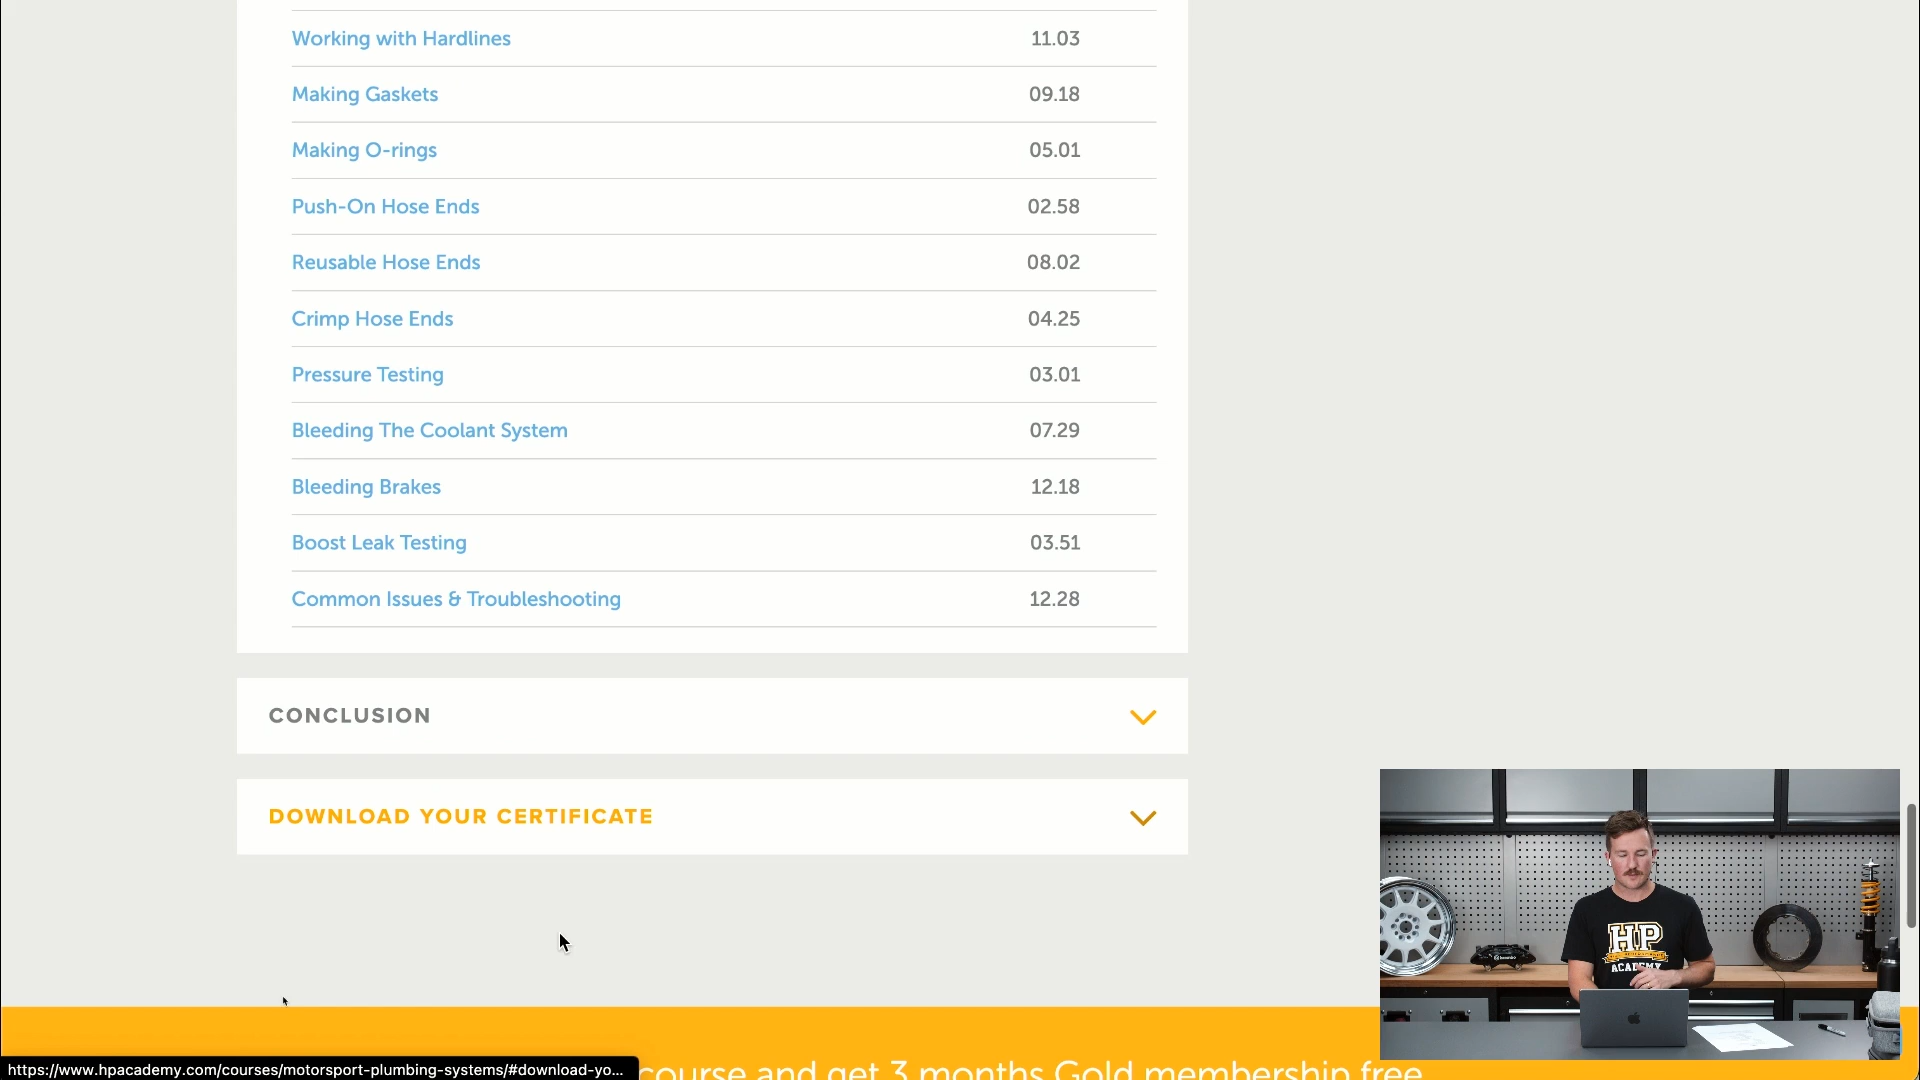 Working with Hardlines 11.03
Making Gaskets 09.18
Making O-rings 05.01
Push-On Hose Ends 02.58
Reusable Hose Ends 08.02
Crimp Hose Ends 04.25
Pressure Testing 03.01
Bleeding The Coolant System 07.29
Bleeding Brakes 12.18
Boost Leak Testing 03.51
Common Issues & Troubleshooting 12.28
CONCLUSION
DOWNLOAD YOUR CERTIFICATE
HP
ACADEMY
course and get 3 months Gold membership free
https://www.hpacademy.com/courses/motorsport-plumbing-systems/#download-yo...